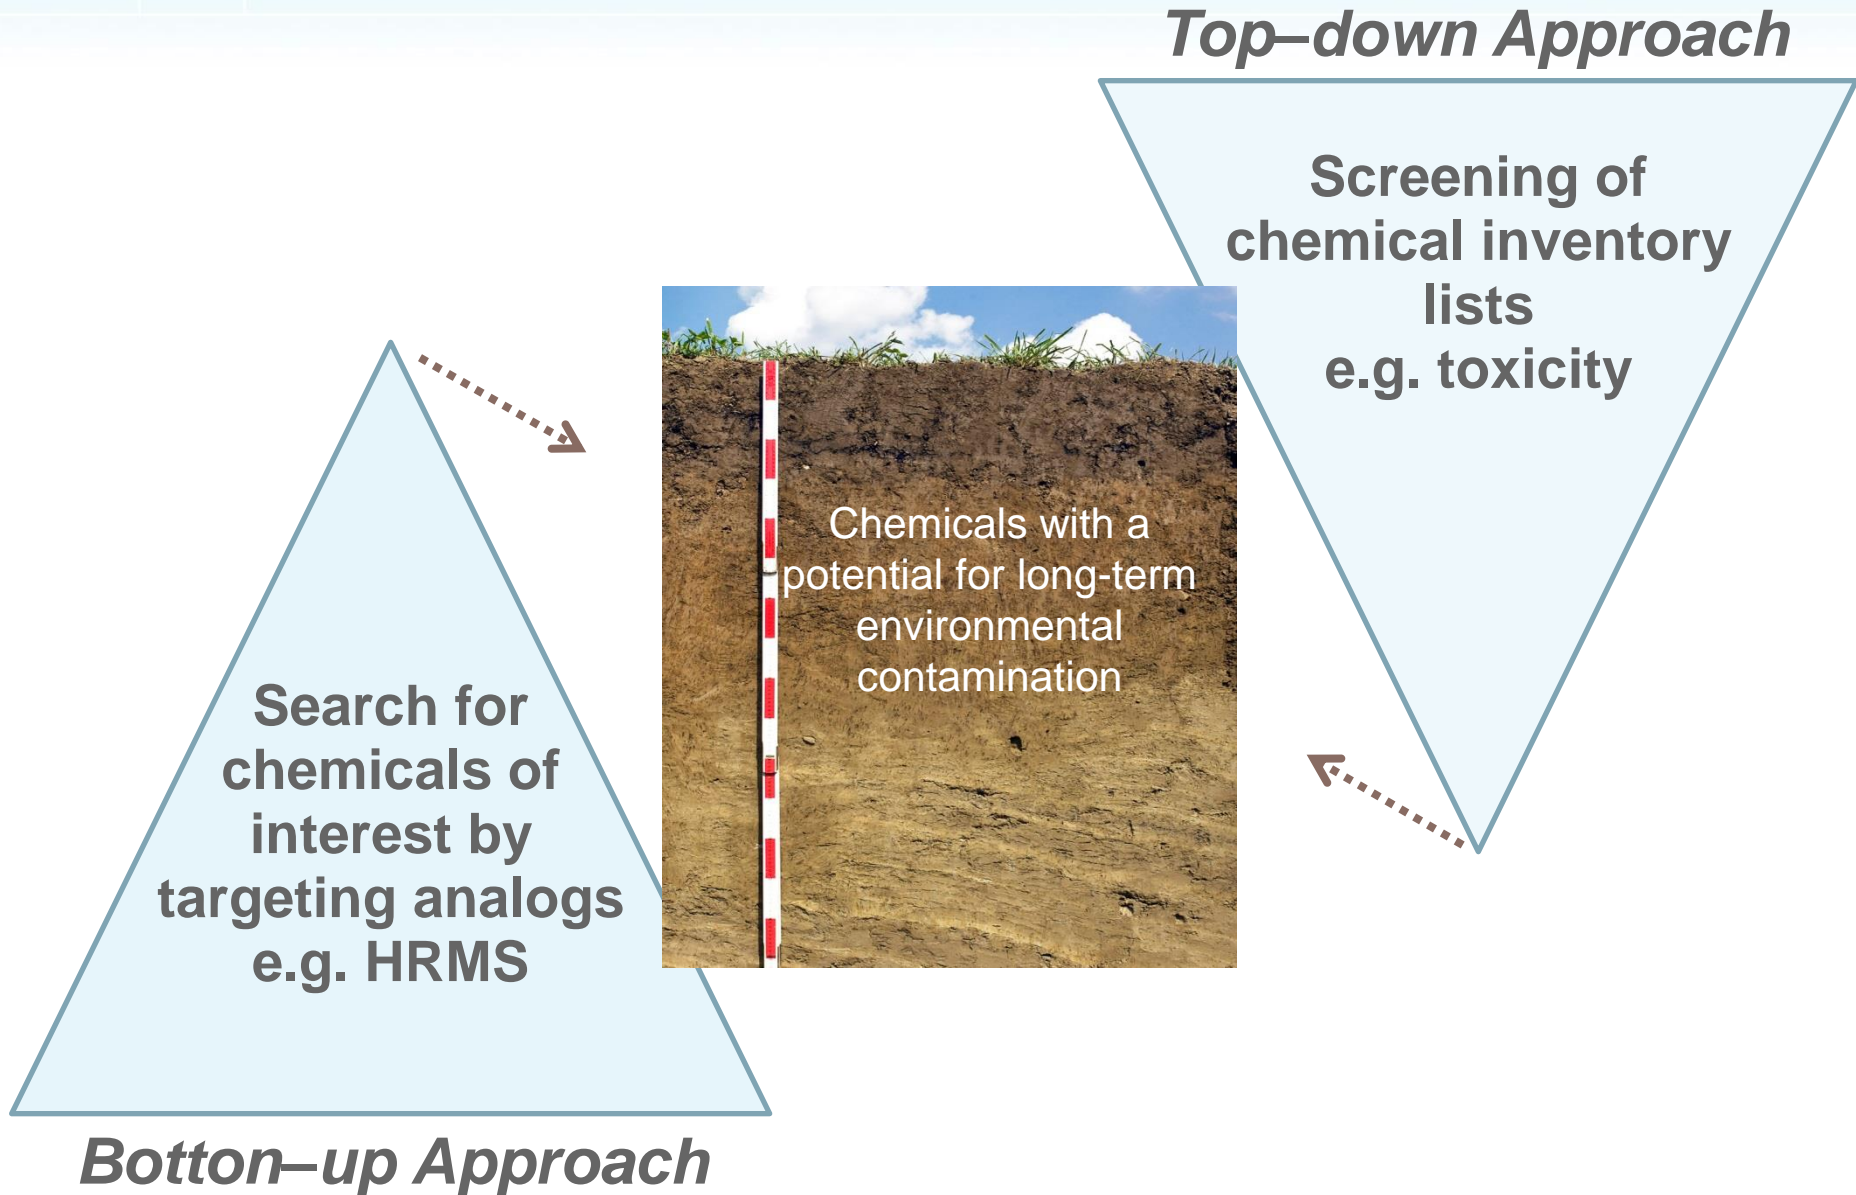 Top–down Approach
Screening of
chemical inventory
lists
e.g. toxicity
Chemicals with a
potential for long-term
environmental
contamination
Search for
chemicals of
interest by
targeting analogs
e.g. HRMS
Botton–up Approach